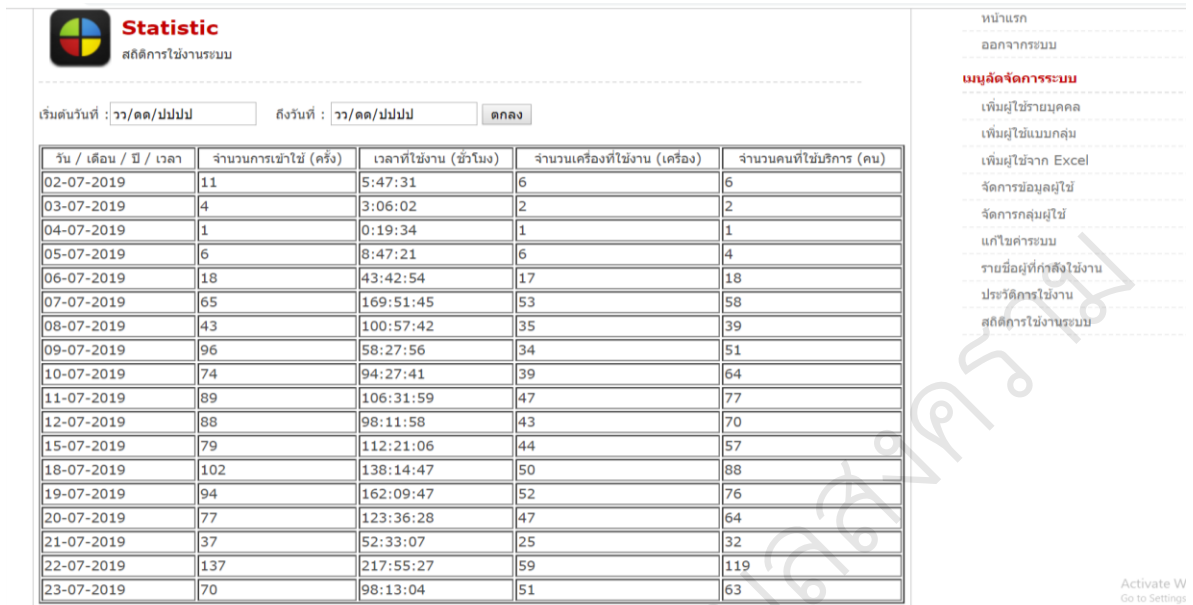 Statistic
สถิติการใช้งานระบบ
เริ่มต้นวันที่ : วว/ดด/ปปปป ถึงวันที่ : วว/ดด/ปปปป ตกลง
วัน / เดือน / ปี / เวลา จำนวนการเข้าใช้ (ครั้ง) เวลาที่ใช้งาน (ชั่วโมง) จำนวนเครื่องที่ใช้งาน (เครื่อง) จำนวนคนที่ใช้บริการ (คน)
02-07-2019 11 5:47:31 6 6
03-07-2019 4 3:06:02 2 2
04-07-2019 1 0:19:34 1 1
05-07-2019 6 8:47:21 6 4
06-07-2019 18 43:42:54 17 18
07-07-2019 65 169:51:45 53 58
08-07-2019 43 100:57:42 35 39
09-07-2019 96 58:27:56 34 51
10-07-2019 74 94:27:41 39 64
11-07-2019 89 106:31:59 47 77
12-07-2019 88 98:11:58 43 70
15-07-2019 79 112:21:06 44 57
18-07-2019 102 138:14:47 50 88
19-07-2019 94 162:09:47 52 76
20-07-2019 77 123:36:28 47 64
21-07-2019 37 52:33:07 25 32
22-07-2019 137 217:55:27 59 119
23-07-2019 70 98:13:04 51 63
หน้าแรก
ออกจากระบบ
เมนูลัดจัดการระบบ
เพิ่มผู้ใช้รายบุคคล
เพิ่มผู้ใช้แบบกลุ่ม
เพิ่มผู้ใช้จาก Excel
จัดการข้อมูลผู้ใช้
จัดการกลุ่มผู้ใช้
แก้ไขค่าระบบ
รายชื่อผู้ที่กำลังใช้งาน
ประวัติการใช้งาน
สถิติการใช้งานระบบ
Activate W
Go to Settings